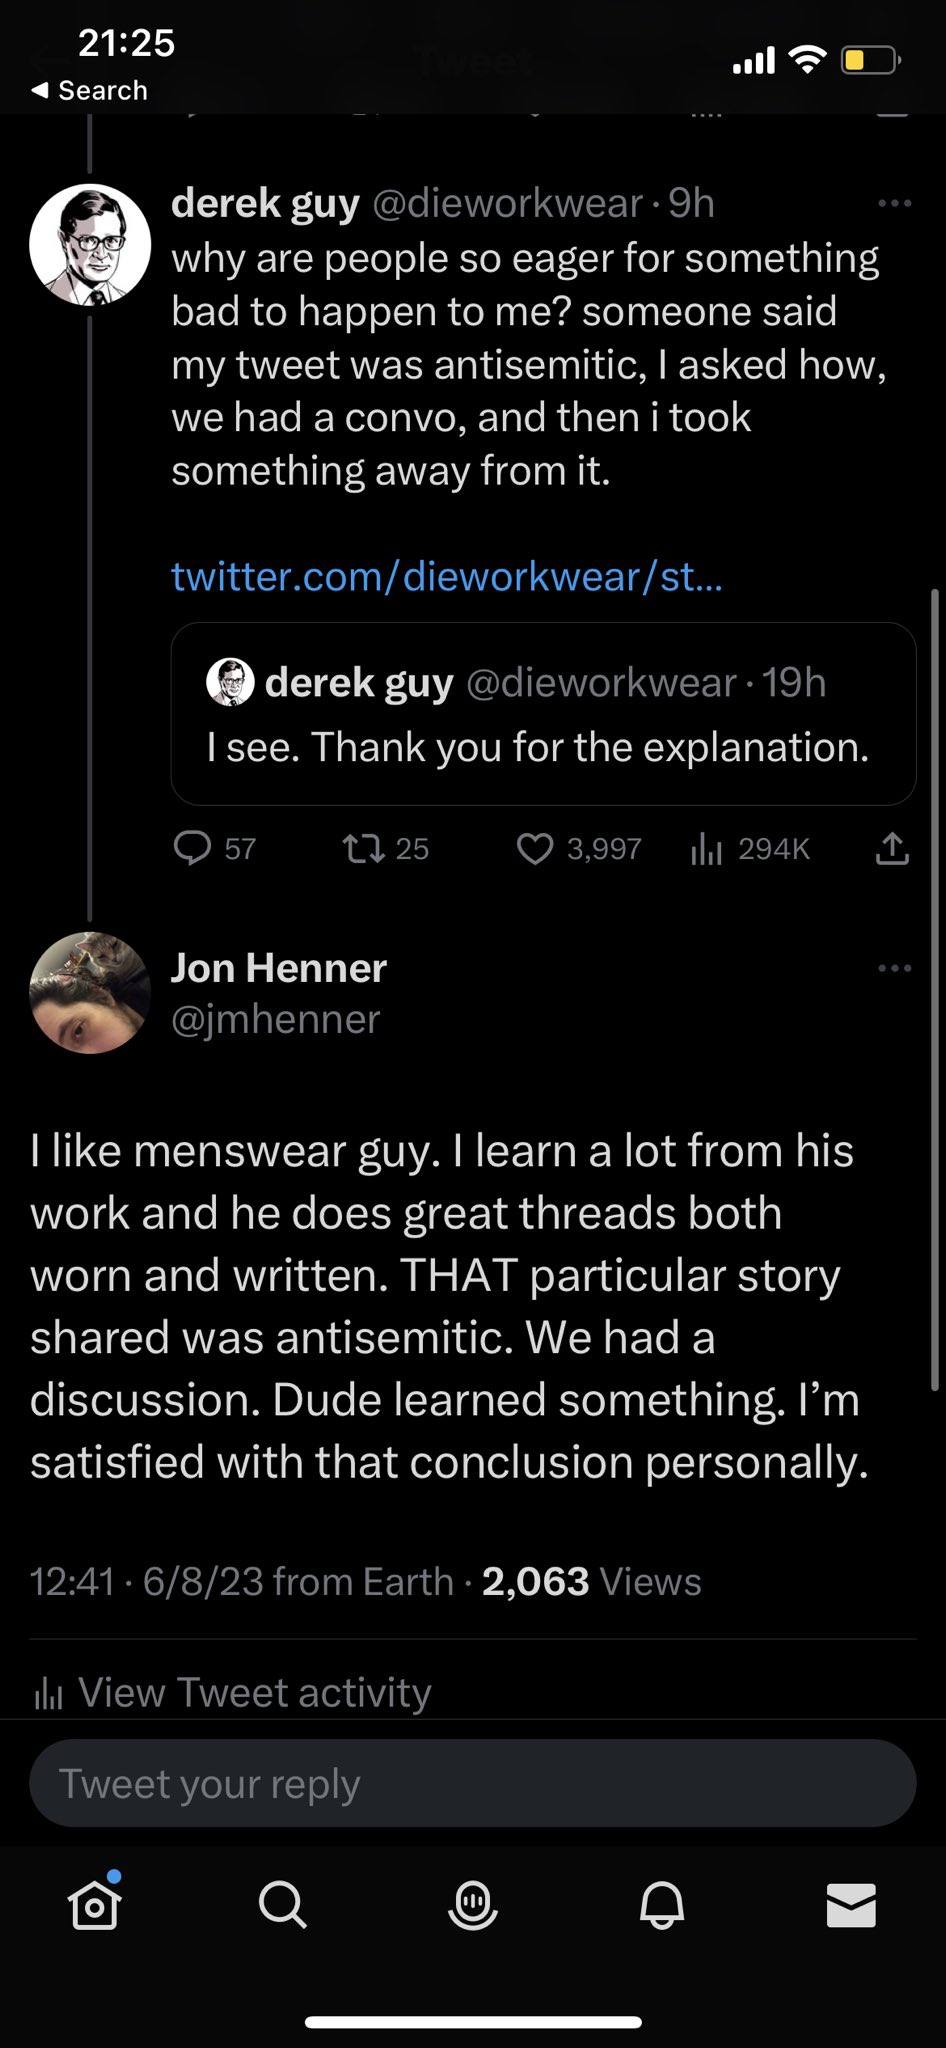 21:25
Search
Tweet
derek guy @dieworkwear · 9h
why are people so eager for something
bad to happen to me? someone said
my tweet was antisemitic, I asked how,
we had a convo, and then i took
something away from it.
twitter.com/dieworkwear/st...
derek guy @dieworkwear · 19h
I see. Thank you for the explanation.
57 25 3,997 294K
Jon Henner
@jmhenner
I like menswear guy. I learn a lot from his
work and he does great threads both
worn and written. THAT particular story
shared was antisemitic. We had a
discussion. Dude learned something. I’m
satisfied with that conclusion personally.
12:41 · 6/8/23 from Earth · 2,063 Views
View Tweet activity
Tweet your reply